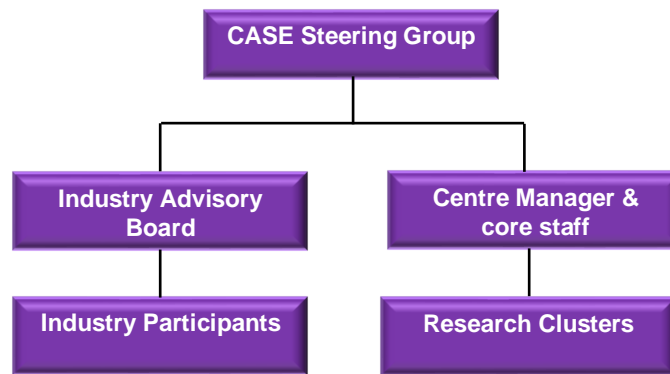 CASE Steering Group
Industry Advisory
Board
Centre Manager &
core staff
Industry Participants
Research Clusters